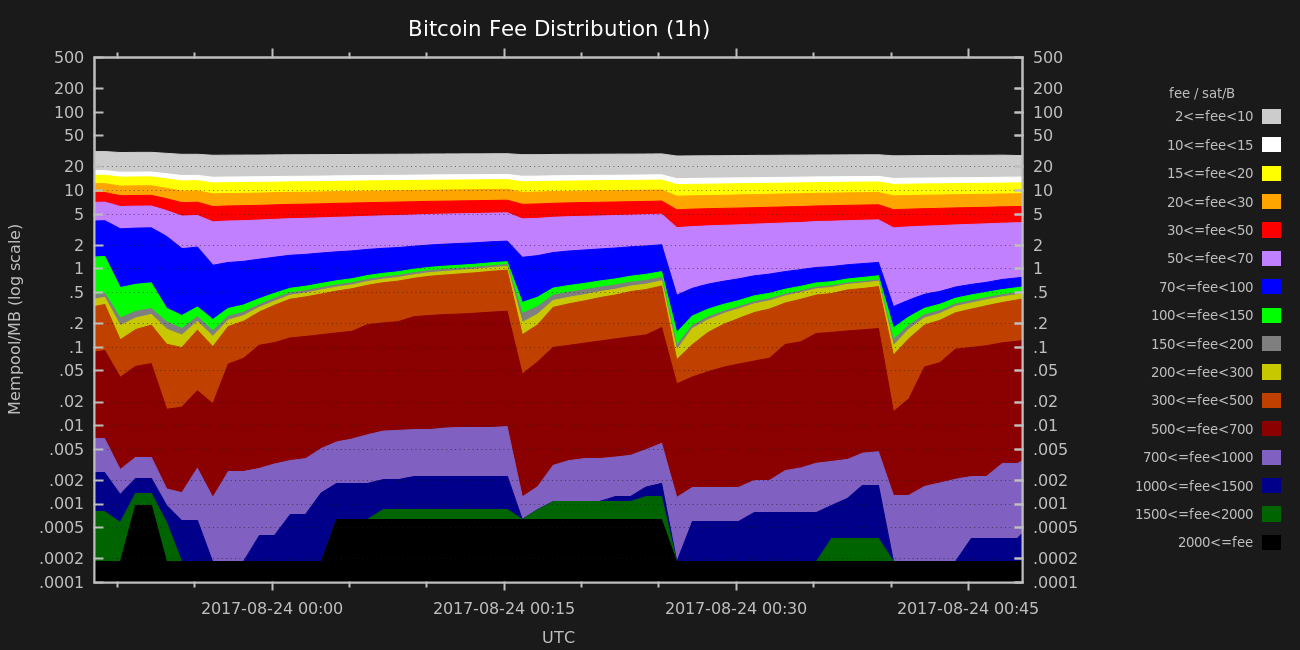 Bitcoin Fee Distribution (1h)
Mempool/MB (log scale)
500
200
100
50
20
10
5
2
1
.5
.2
.1
.05
.02
.01
.005
.002
.001
.0005
.0002
.0001
500
200
100
50
20
10
5
2
1
.5
.2
.1
.05
.02
.01
.005
.002
.001
.0005
.0002
.0001
2017-08-24 00:00 2017-08-24 00:15 2017-08-24 00:30 2017-08-24 00:45
UTC
fee / sat/B
2<=fee<10
10<=fee<15
15<=fee<20
20<=fee<30
30<=fee<50
50<=fee<70
70<=fee<100
100<=fee<150
150<=fee<200
200<=fee<300
300<=fee<500
500<=fee<700
700<=fee<1000
1000<=fee<1500
1500<=fee<2000
2000<=fee